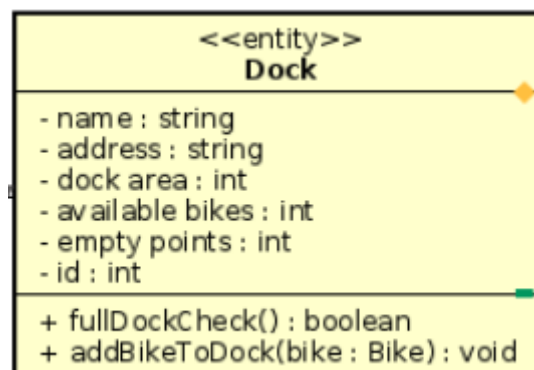 <<entity>>
Dock
- name : string
- address : string
- dock area : int
- available bikes : int
- empty points : int
- id : int
+ fullDockCheck() : boolean
+ addBikeToDock(bike : Bike) : void